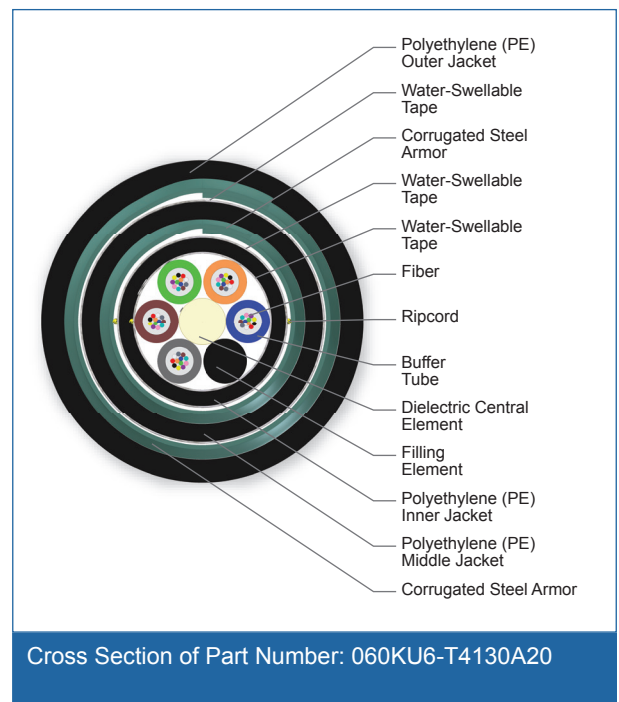 Polyethylene (PE)
Outer Jacket
Water-Swellable
Tape
Corrugated Steel
Armor
Water-Swellable
Tape
Water-Swellable
Tape
Fiber
Ripcord
Buffer
Tube
Dielectric Central
Element
Filling
Element
Polyethylene (PE)
Inner Jacket
Polyethylene (PE)
Middle Jacket
Corrugated Steel Armor
Cross Section of Part Number: 060KU6-T4130A20